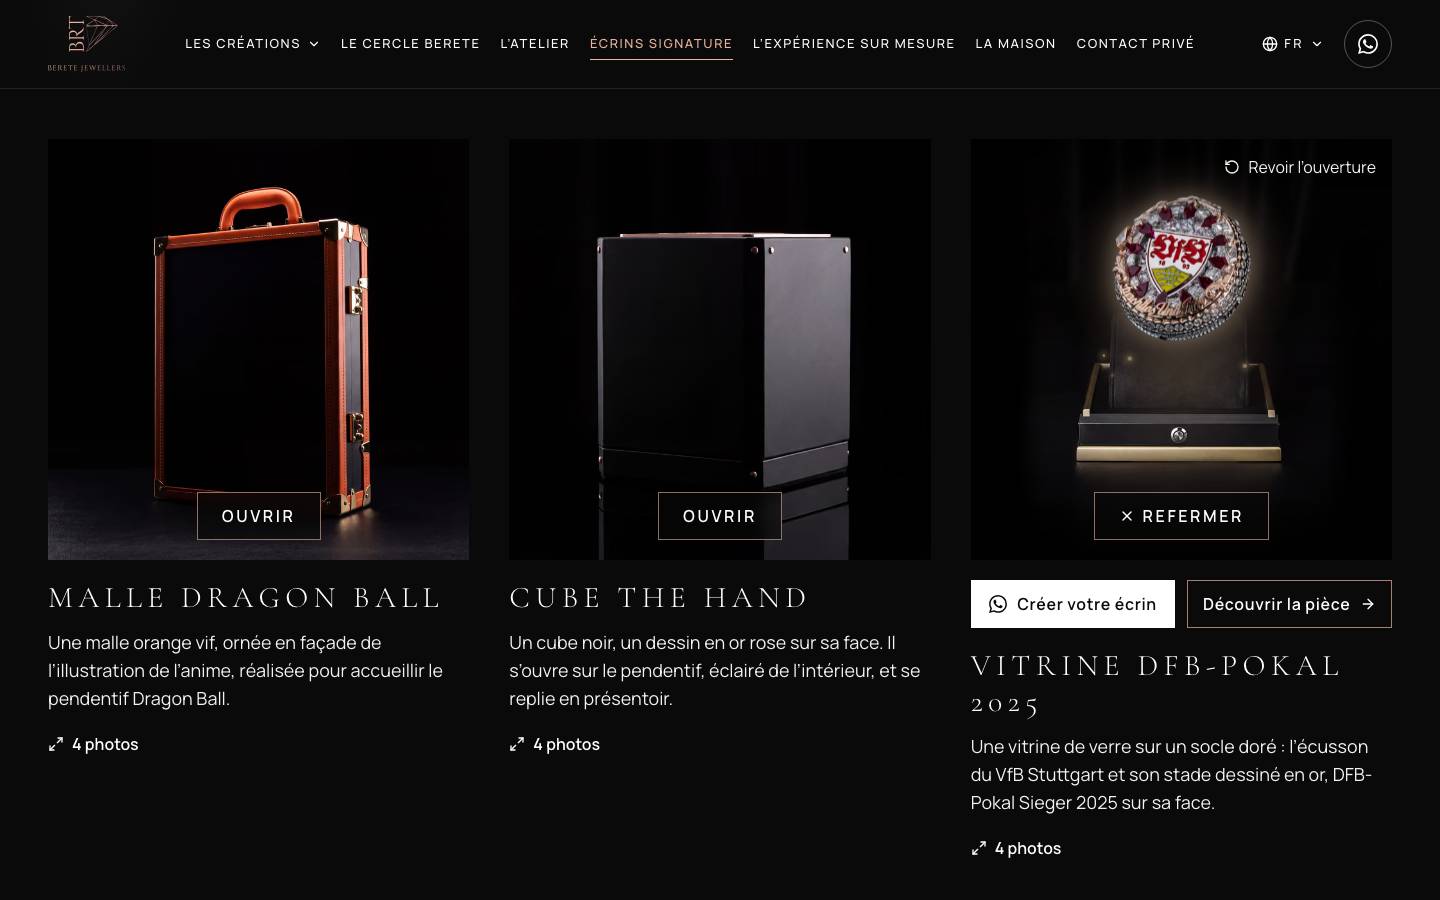 BRT
BERETE JEWELLERS
LES CRÉATIONS
LE CERCLE BERETE
L'ATELIER
ÉCRINS SIGNATURE
L'EXPÉRIENCE SUR MESURE
LA MAISON
CONTACT PRIVÉ
FR
Revoir l'ouverture
VfB
18 93
OUVRIR
OUVRIR
REFERMER
MALLE DRAGON BALL
Une malle orange vif, ornée en façade de
l'illustration de l'anime, réalisée pour accueillir le
pendentif Dragon Ball.
4 photos
CUBE THE HAND
Un cube noir, un dessin en or rose sur sa face. Il
s'ouvre sur le pendentif, éclairé de l'intérieur, et se
replie en présentoir.
4 photos
Créer votre écrin
Découvrir la pièce
VITRINE DFB-POKAL
2025
Une vitrine de verre sur un socle doré : l'écusson
du VfB Stuttgart et son stade dessiné en or, DFB-
Pokal Sieger 2025 sur sa face.
4 photos